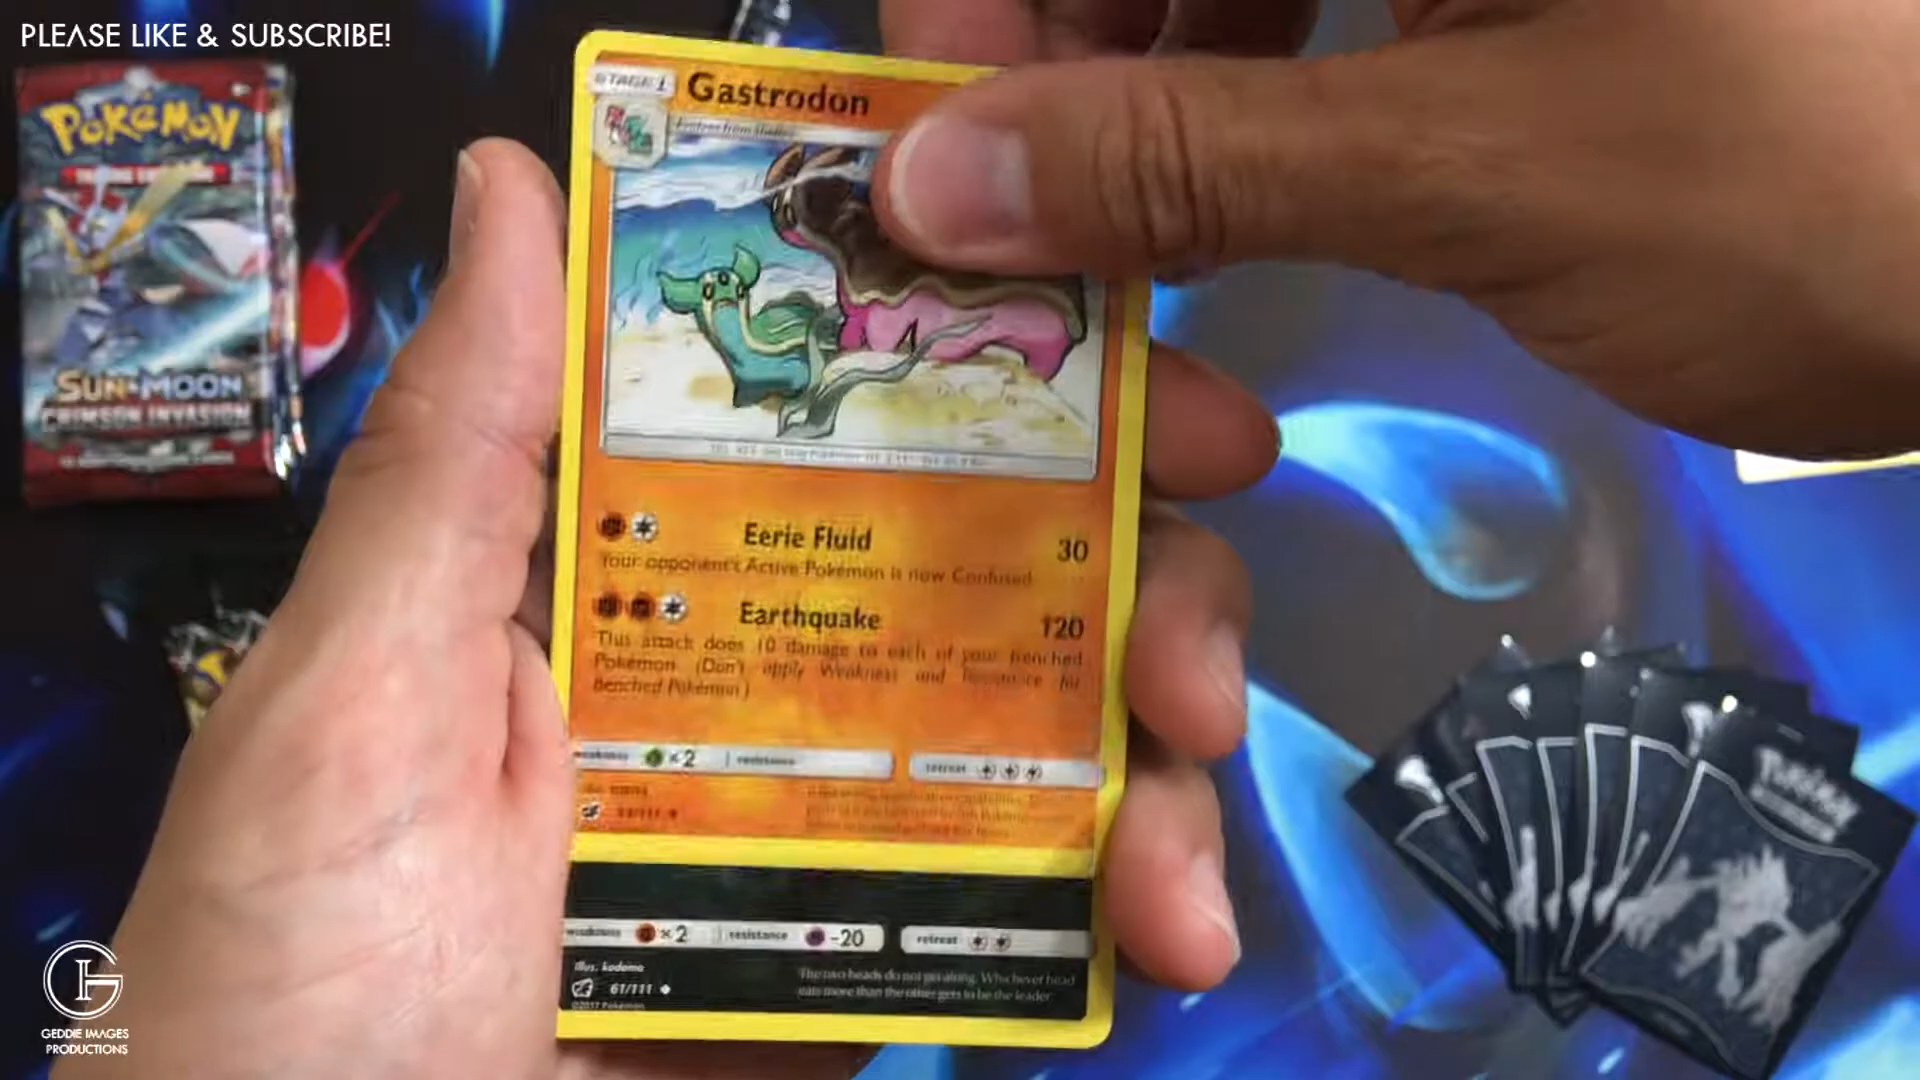 PLEASE LIKE & SUBSCRIBE!
POKéMON
SUN & MOON
CRIMSON INVASION
STAGE 1
Gastrodon
Eerie Fluid 30
Your opponent's Active Pokémon is now Confused.
Earthquake 120
This attack does 10 damage to each of your Benched
Pokémon. (Don't apply Weakness and Resistance for
Benched Pokémon.)
weakness ×2 resistance
retreat
weakness ×2 resistance -20
retreat
illus. kodama
61/111
©2017 Pokémon
The two heads do not get along. Whichever head
eats more than the other gets to be the leader.
Pokémon
GEDDIE IMAGES
PRODUCTIONS